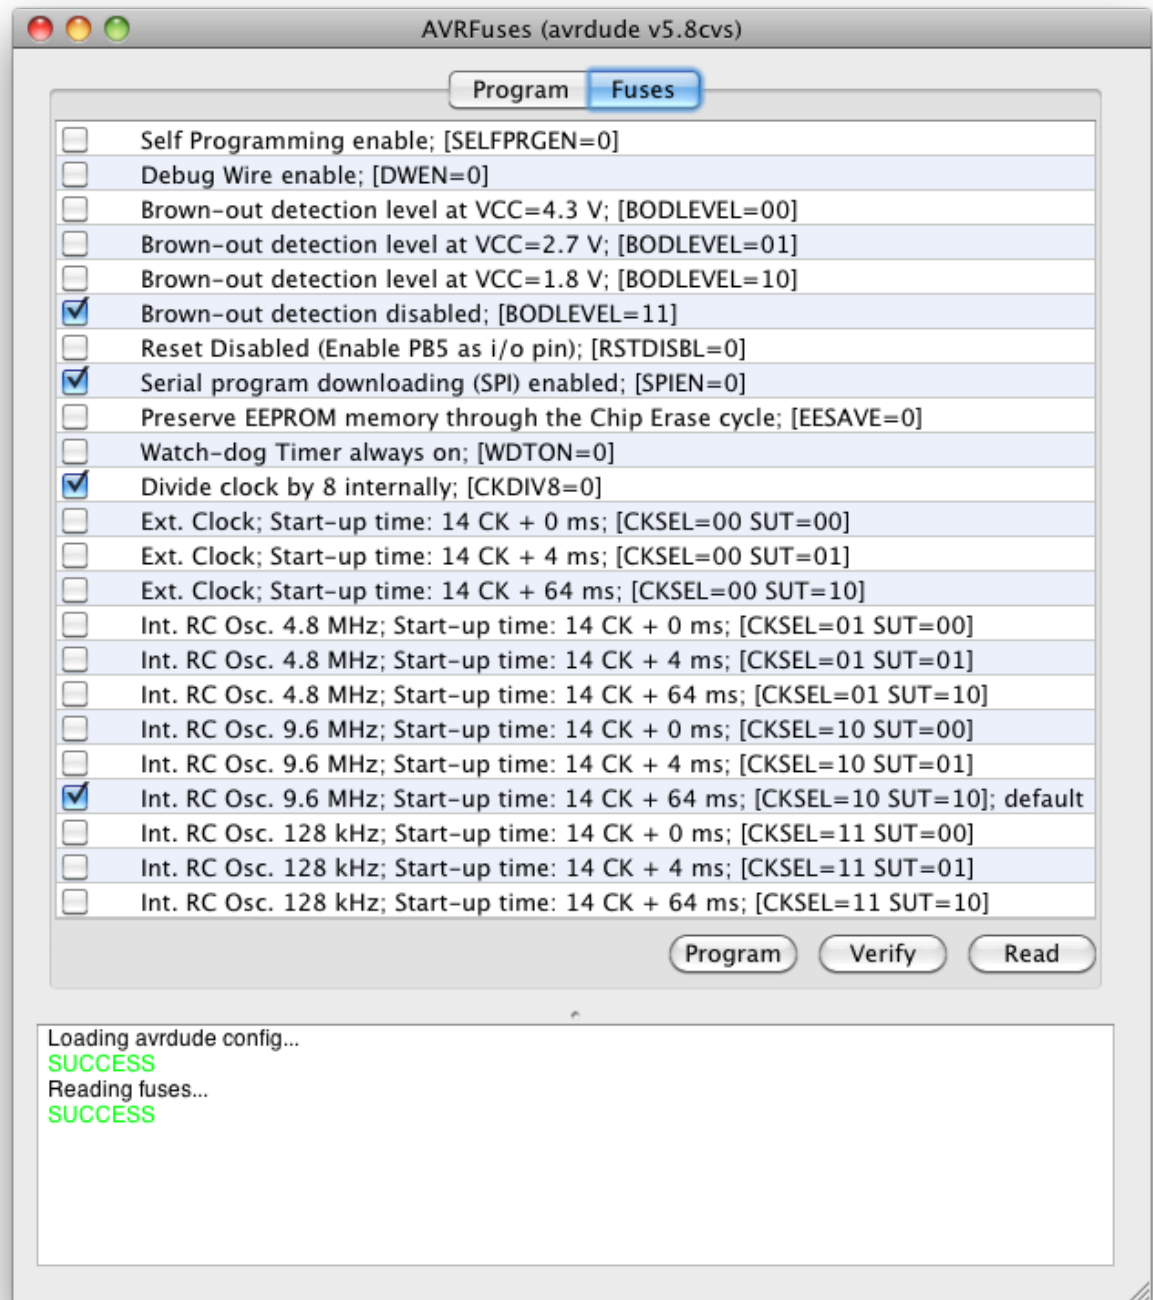 AVRFuses (avrdude v5.8cvs)
Program Fuses
Self Programming enable; [SELFPRGEN=0]
Debug Wire enable; [DWEN=0]
Brown-out detection level at VCC=4.3 V; [BODLEVEL=00]
Brown-out detection level at VCC=2.7 V; [BODLEVEL=01]
Brown-out detection level at VCC=1.8 V; [BODLEVEL=10]
Brown-out detection disabled; [BODLEVEL=11]
Reset Disabled (Enable PB5 as i/o pin); [RSTDISBL=0]
Serial program downloading (SPI) enabled; [SPIEN=0]
Preserve EEPROM memory through the Chip Erase cycle; [EESAVE=0]
Watch-dog Timer always on; [WDTON=0]
Divide clock by 8 internally; [CKDIV8=0]
Ext. Clock; Start-up time: 14 CK + 0 ms; [CKSEL=00 SUT=00]
Ext. Clock; Start-up time: 14 CK + 4 ms; [CKSEL=00 SUT=01]
Ext. Clock; Start-up time: 14 CK + 64 ms; [CKSEL=00 SUT=10]
Int. RC Osc. 4.8 MHz; Start-up time: 14 CK + 0 ms; [CKSEL=01 SUT=00]
Int. RC Osc. 4.8 MHz; Start-up time: 14 CK + 4 ms; [CKSEL=01 SUT=01]
Int. RC Osc. 4.8 MHz; Start-up time: 14 CK + 64 ms; [CKSEL=01 SUT=10]
Int. RC Osc. 9.6 MHz; Start-up time: 14 CK + 0 ms; [CKSEL=10 SUT=00]
Int. RC Osc. 9.6 MHz; Start-up time: 14 CK + 4 ms; [CKSEL=10 SUT=01]
Int. RC Osc. 9.6 MHz; Start-up time: 14 CK + 64 ms; [CKSEL=10 SUT=10]; default
Int. RC Osc. 128 kHz; Start-up time: 14 CK + 0 ms; [CKSEL=11 SUT=00]
Int. RC Osc. 128 kHz; Start-up time: 14 CK + 4 ms; [CKSEL=11 SUT=01]
Int. RC Osc. 128 kHz; Start-up time: 14 CK + 64 ms; [CKSEL=11 SUT=10]
Program Verify Read
Loading avrdude config...
SUCCESS
Reading fuses...
SUCCESS